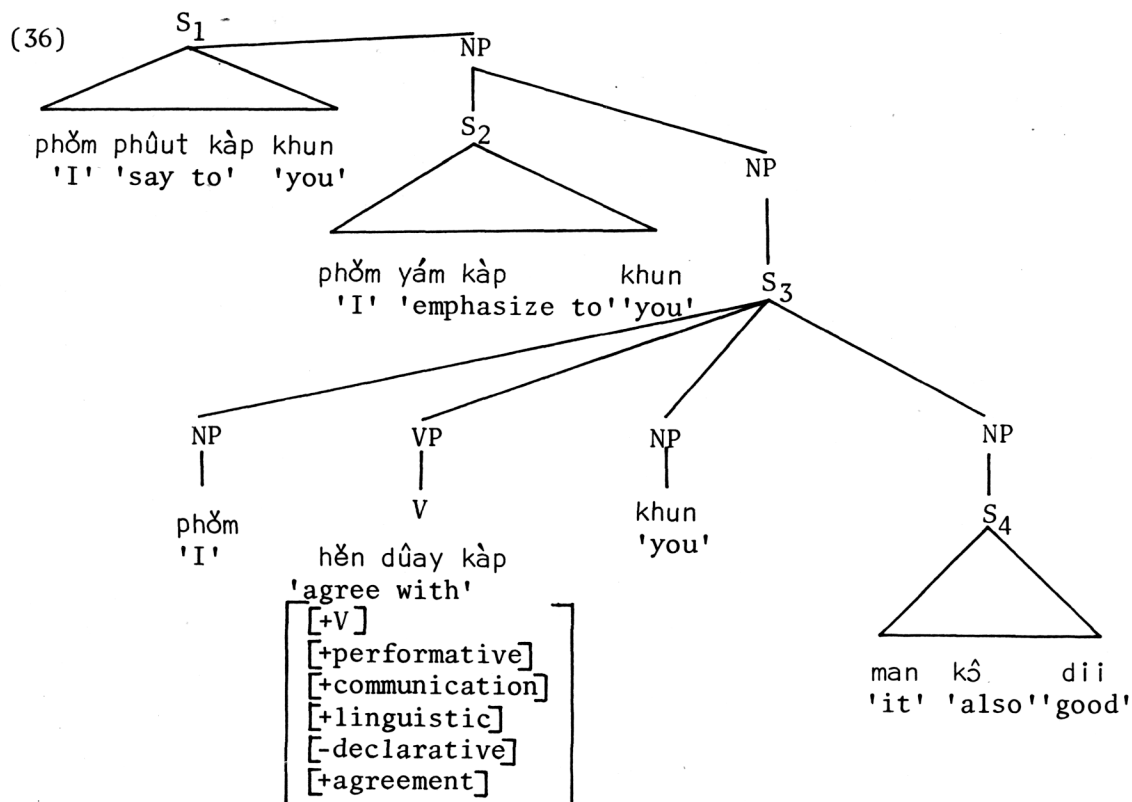 (36)
S1
NP
phǒm phûut kàp khun
'I' 'say to' 'you'
S2
NP
phǒm yám kàp khun
'I' 'emphasize to' 'you'
S3
NP VP NP NP
phǒm
'I'
V
khun
'you'
S4
hěn dûay kàp
'agree with'
[+V]
[+performative]
[+communication]
[+linguistic]
[-declarative]
[+agreement]
man kɔ̂ dii
'it' 'also' 'good'